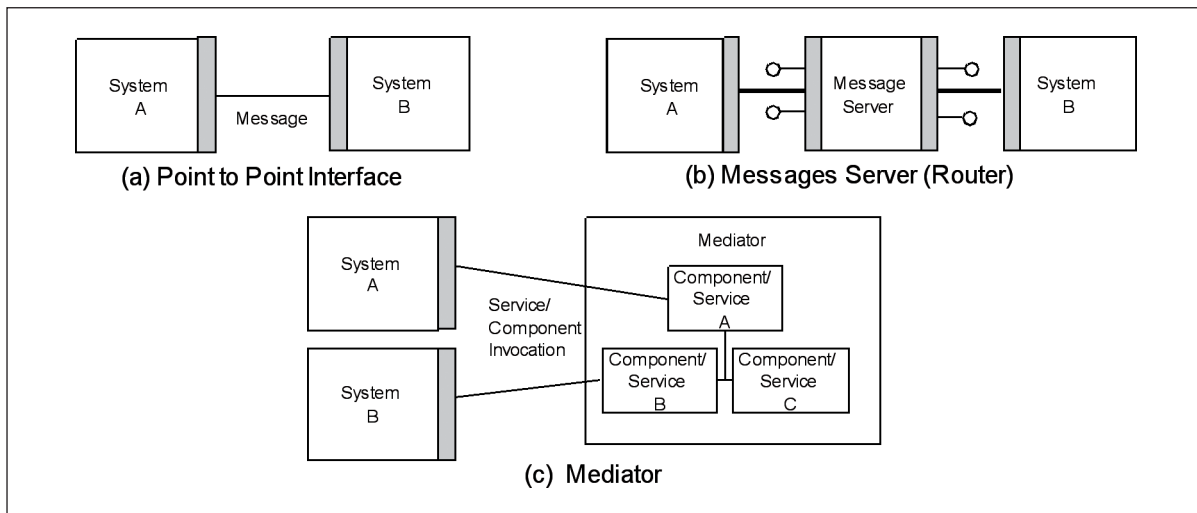 System
A
Message
System
B
(a) Point to Point Interface
System
A
Message
Server
System
B
(b) Messages Server (Router)
System
A
Service/
Component
Invocation
System
B
Mediator
Component/
Service
A
Component/
Service
B
Component/
Service
C
(c) Mediator